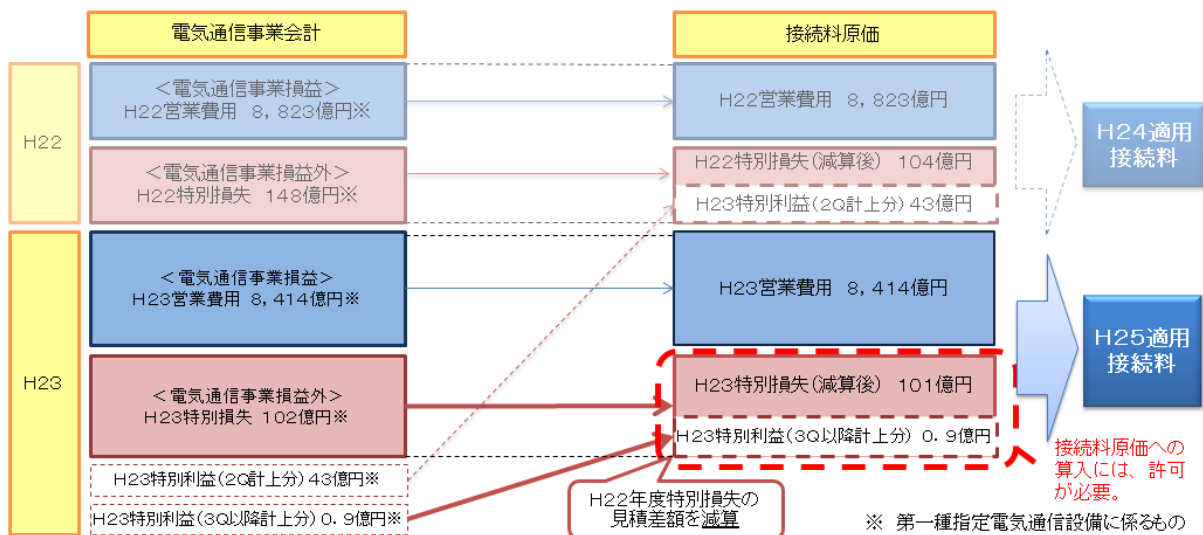 電気通信事業会計
接続料原価
H22
＜電気通信事業損益＞
H22営業費用 8,823億円※
H22営業費用 8,823億円
H24適用
接続料
＜電気通信事業損益外＞
H22特別損失 148億円※
H22特別損失(減算後) 104億円
H23特別利益(2Q計上分)43億円
H23
＜電気通信事業損益＞
H23営業費用 8,414億円※
H23営業費用 8,414億円
H25適用
接続料
＜電気通信事業損益外＞
H23特別損失 102億円※
H23特別損失(減算後) 101億円
H23特別利益(3Q以降計上分) 0.9億円
H23特別利益(2Q計上分)43億円※
H23特別利益(3Q以降計上分)0.9億円※
H22年度特別損失の
見積差額を減算
接続料原価への
算入には、許可
が必要。
※ 第一種指定電気通信設備に係るもの